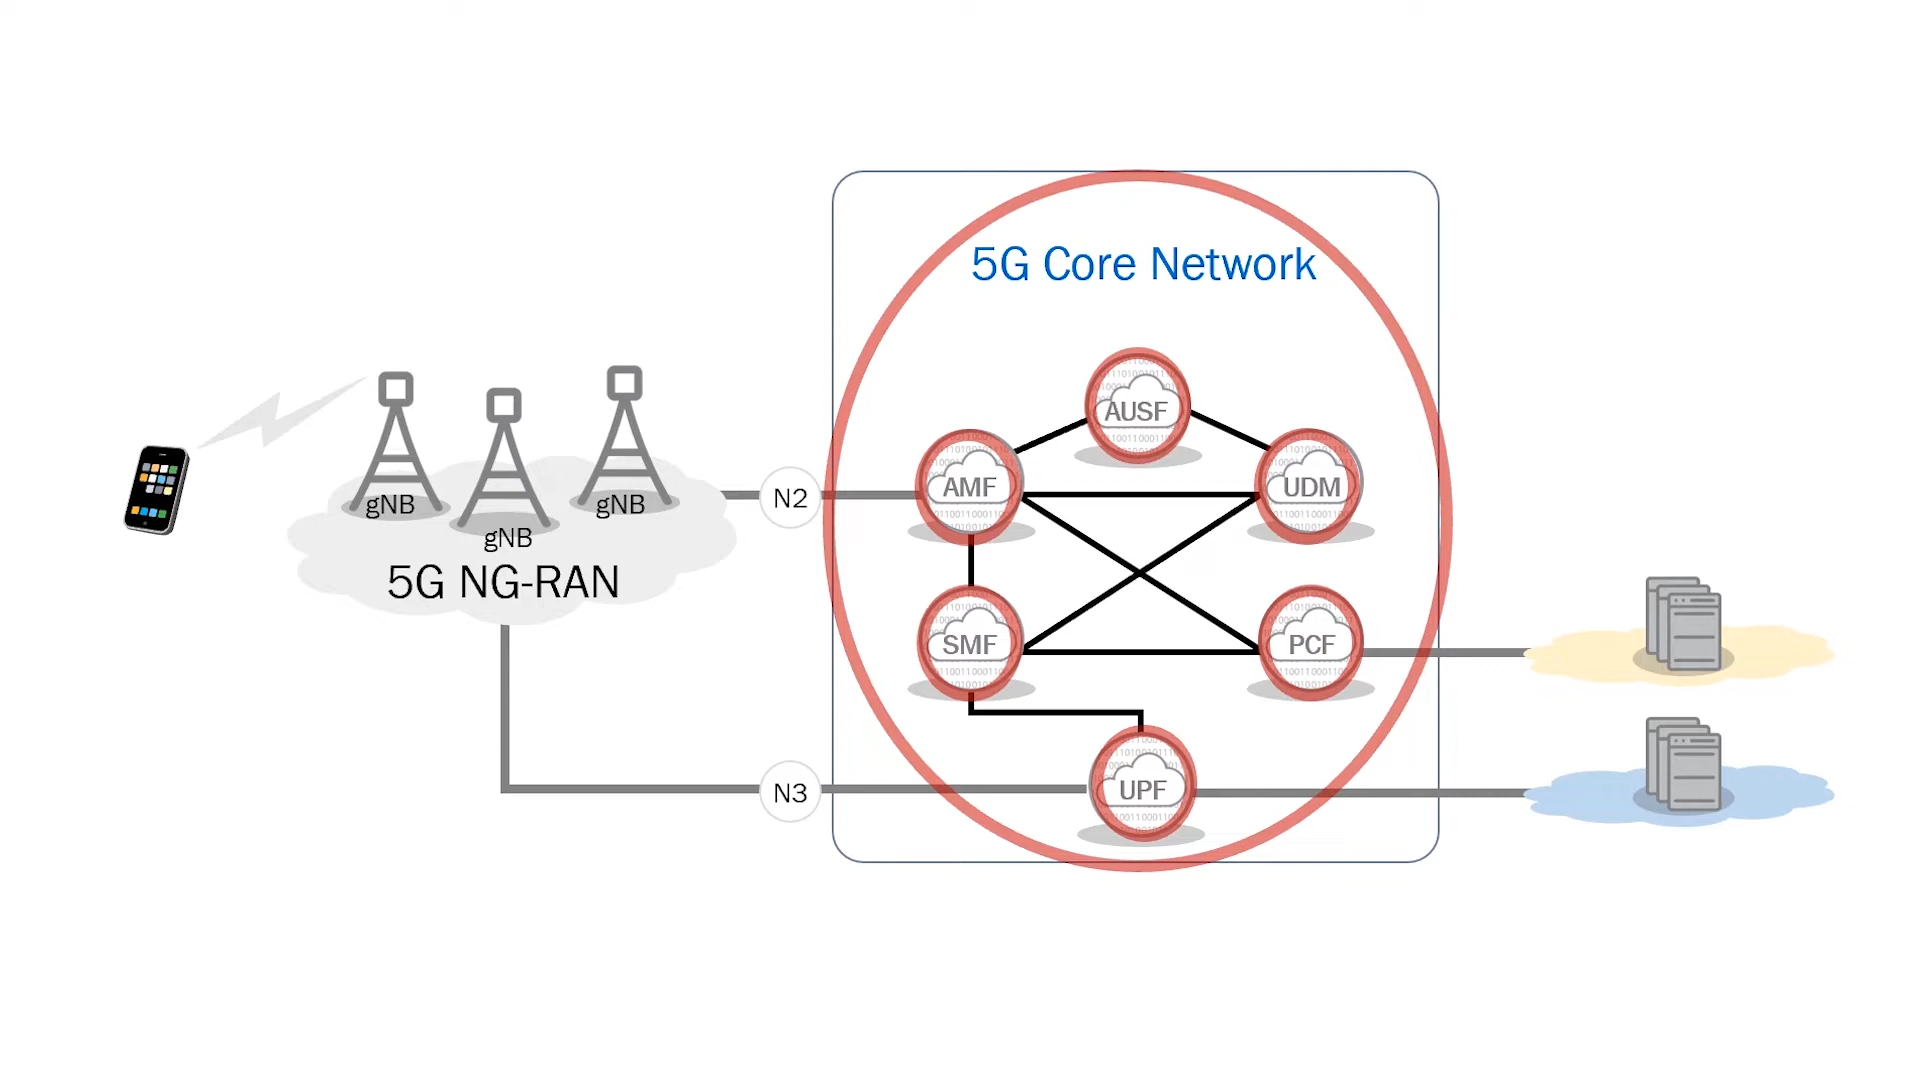 5G Core Network
AUSF
AMF
UDM
gNB
gNB
gNB
N2
5G NG-RAN
SMF
PCF
N3
UPF